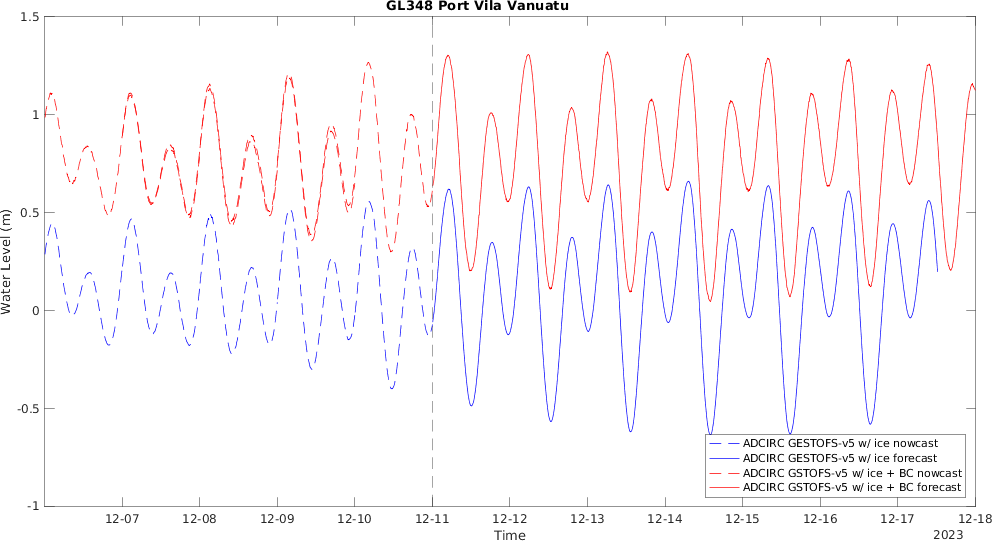 GL348 Port Vila Vanuatu
1.5
1
0.5
0
-0.5
-1
Water Level (m)
12-07 12-08 12-09 12-10 12-11 12-12 12-13 12-14 12-15 12-16 12-17 12-18
Time
2023
ADCIRC GESTOFS-v5 w/ ice nowcast
ADCIRC GESTOFS-v5 w/ ice forecast
ADCIRC GSTOFS-v5 w/ ice + BC nowcast
ADCIRC GSTOFS-v5 w/ ice + BC forecast